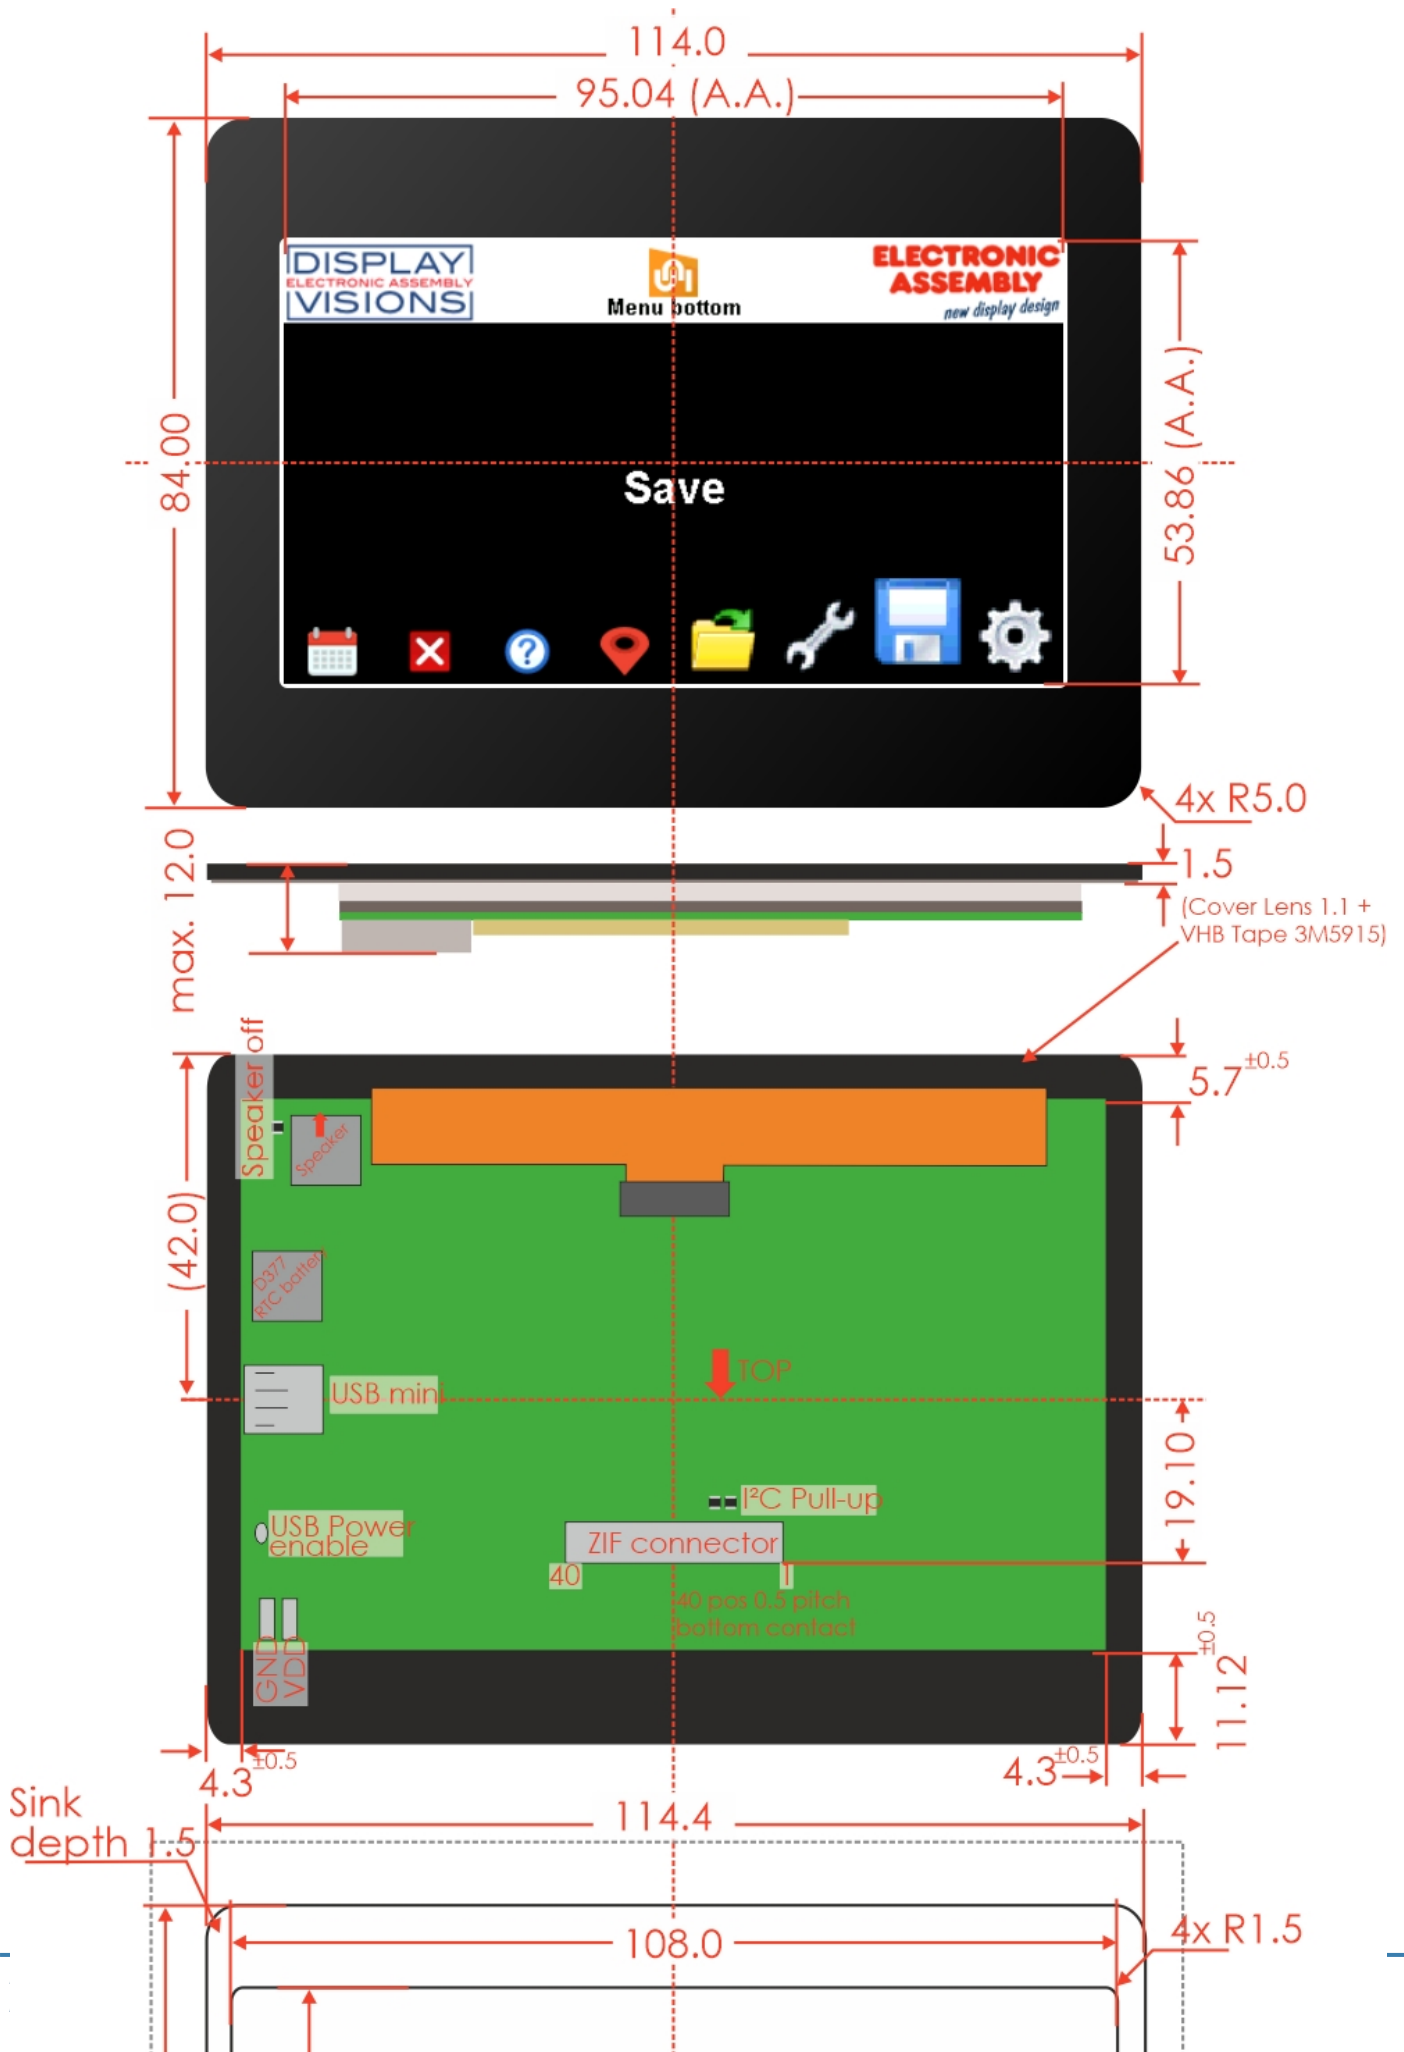 114.0
95.04 (A.A.)
DISPLAY
ELECTRONIC ASSEMBLY
VISIONS
Menu bottom
ELECTRONIC
ASSEMBLY
new display design
84.00
53.86 (A.A.)
Save
?
4x R5.0
max. 12.0
1.5
(Cover Lens 1.1 +
VHB Tape 3M5915)
Speaker off
5.7±0.5
Speaker
(42.0)
D377
RTC batter
TOP
USB mini
19.10
I²C Pull-up
USB Power
enable
ZIF connector
40
1
40 pos 0.5 pitch
bottom contact
GND
VDD
11.12±0.5
4.3±0.5
4.3±0.5
Sink
depth 1.5
114.4
108.0
4x R1.5